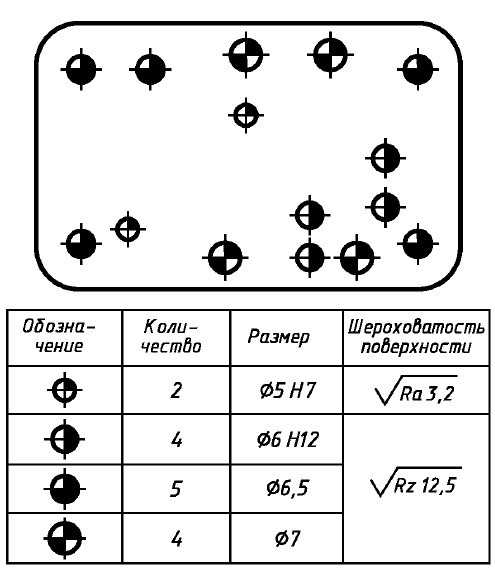 Обозна-
чение
Коли-
чество
Размер
Шероховатость
поверхности
2
Ø5 H7
Ra 3,2
4
Ø6 H12
5
Ø6,5
Rz 12,5
4
Ø7